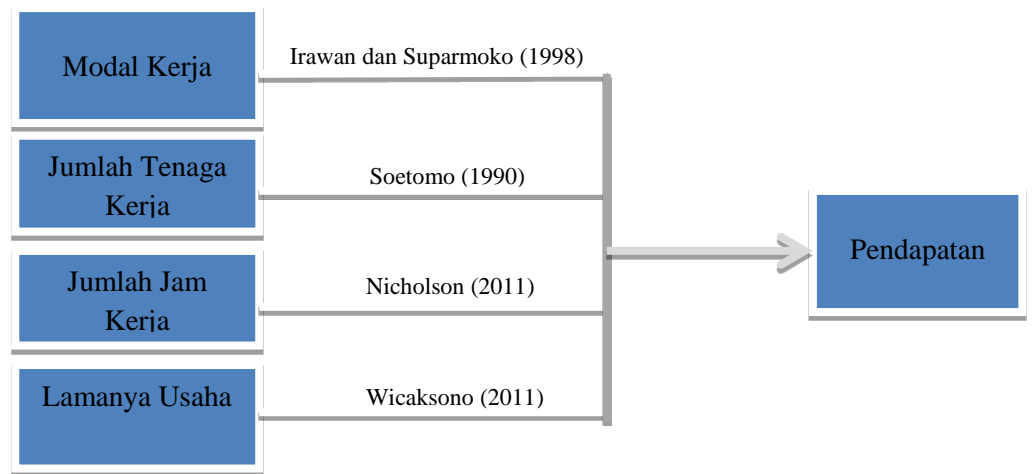 Modal Kerja
Irawan dan Suparmoko (1998)
Jumlah Tenaga
Kerja
Soetomo (1990)
Jumlah Jam
Kerja
Nicholson (2011)
Lamanya Usaha
Wicaksono (2011)
Pendapatan